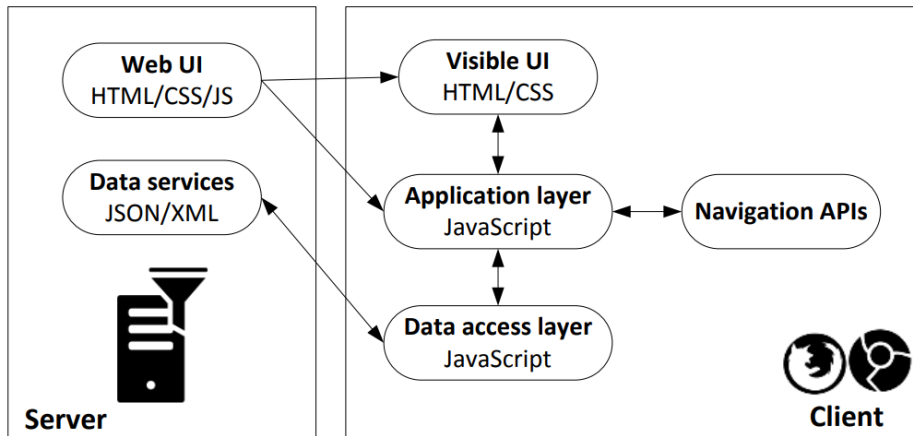 Web UI
HTML/CSS/JS
Data services
JSON/XML
Server
Visible UI
HTML/CSS
Application layer
JavaScript
Navigation APIs
Data access layer
JavaScript
Client